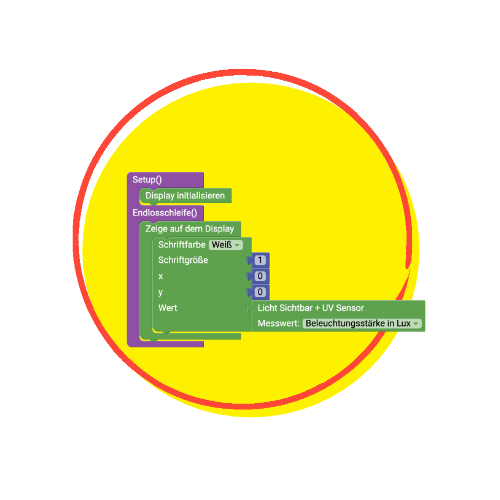 Setup()
Display initialisieren
Endlosschleife()
Zeige auf dem Display
Schriftfarbe Weiß
Schriftgröße 1
x 0
y 0
Wert Licht Sichtbar + UV Sensor
Messwert: Beleuchtungsstärke in Lux